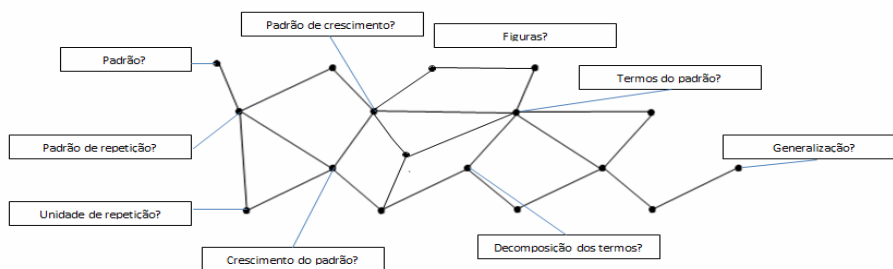 Padrão de crescimento?
Figuras?
Padrão?
Termos do padrão?
Padrão de repetição?
Generalização?
Unidade de repetição?
Decomposição dos termos?
Crescimento do padrão?